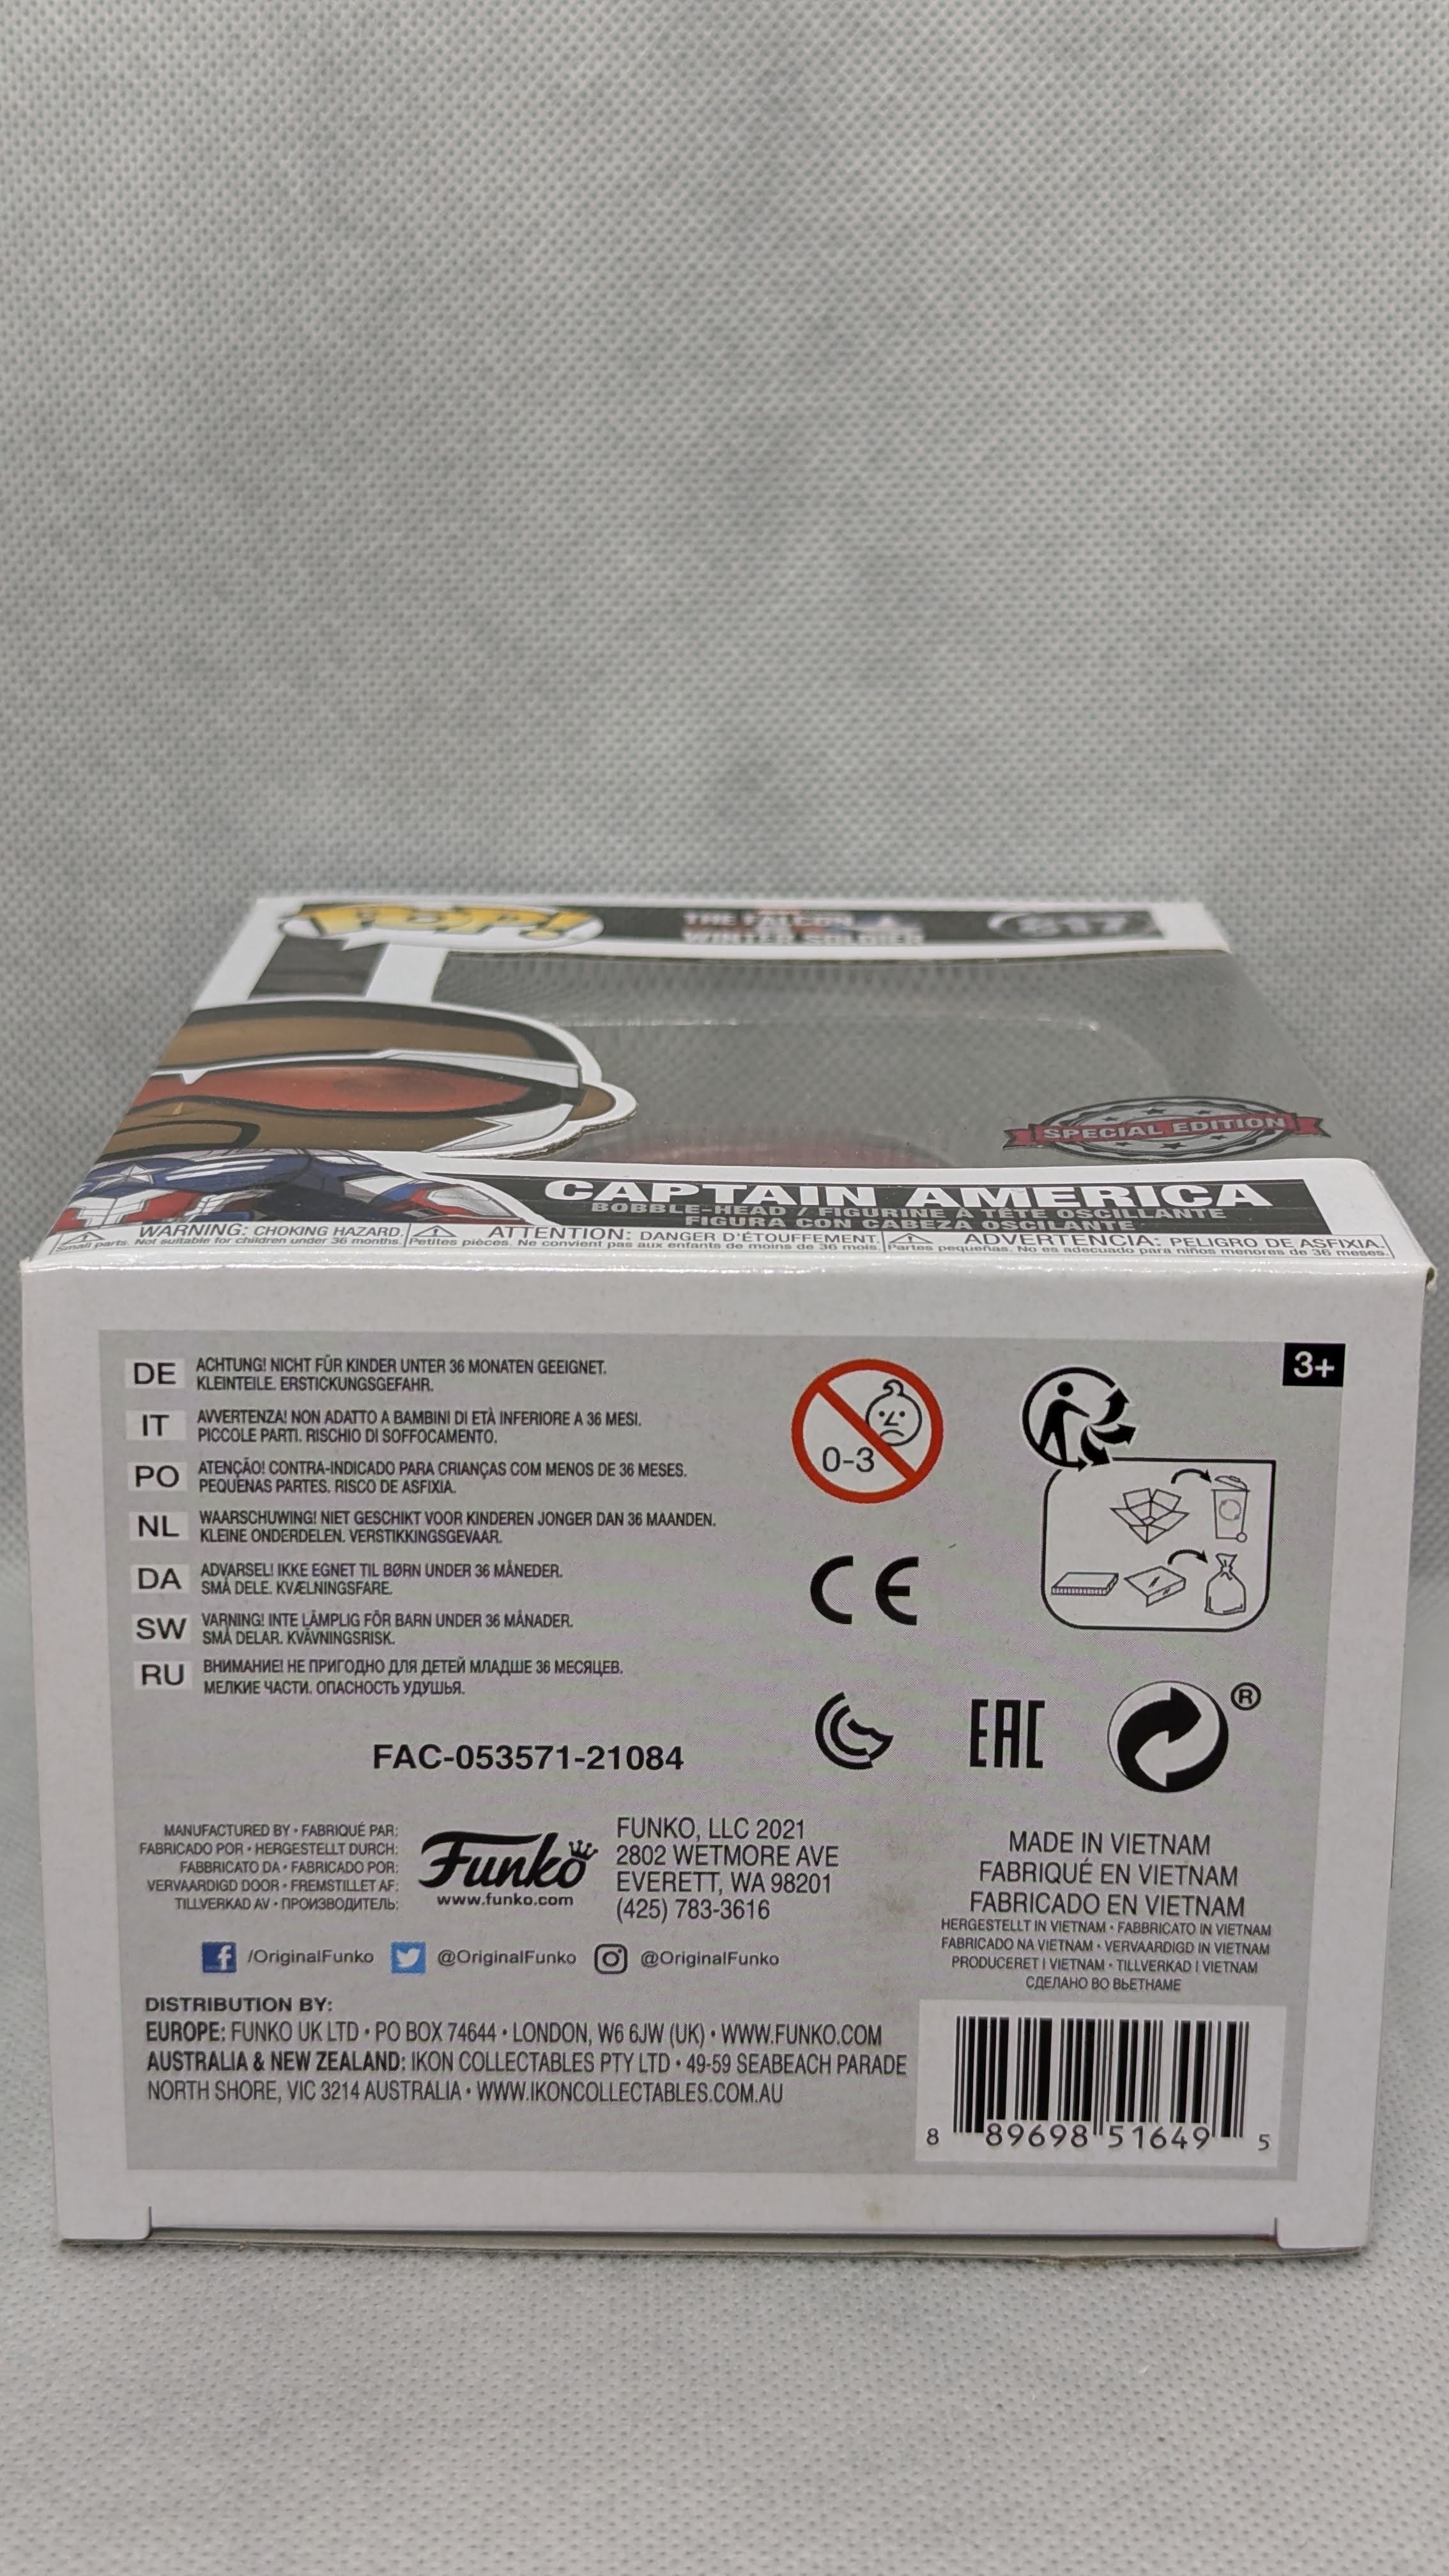 POP!
THE FALCON
WINTER SOLDIER
817
SPECIAL EDITION
CAPTAIN AMERICA
BOBBLE-HEAD / FIGURINE À TÊTE OSCILLANTE
FIGURA CON CABEZA OSCILANTE
WARNING: CHOKING HAZARD.
Small parts. Not suitable for children under 36 months.
ATTENTION: DANGER D'ÉTOUFFEMENT.
Petites pièces. Ne convient pas aux enfants de moins de 36 mois.
ADVERTENCIA: PELIGRO DE ASFIXIA.
Partes pequeñas. No es adecuado para niños menores de 36 meses.
3+
DE ACHTUNG! NICHT FÜR KINDER UNTER 36 MONATEN GEEIGNET.
KLEINTEILE. ERSTICKUNGSGEFAHR.
IT AVVERTENZA! NON ADATTO A BAMBINI DI ETÀ INFERIORE A 36 MESI.
PICCOLE PARTI. RISCHIO DI SOFFOCAMENTO.
PO ATENÇÃO! CONTRA-INDICADO PARA CRIANÇAS COM MENOS DE 36 MESES.
PEQUENAS PARTES. RISCO DE ASFIXIA.
NL WAARSCHUWING! NIET GESCHIKT VOOR KINDEREN JONGER DAN 36 MAANDEN.
KLEINE ONDERDELEN. VERSTIKKINGSGEVAAR.
DA ADVARSEL! IKKE EGNET TIL BØRN UNDER 36 MÅNEDER.
SMÅ DELE. KVÆLNINGSFARE.
SW VARNING! INTE LÄMPLIG FÖR BARN UNDER 36 MÅNADER.
SMÅ DELAR. KVÄVNINGSRISK.
RU ВНИМАНИЕ! НЕ ПРИГОДНО ДЛЯ ДЕТЕЙ МЛАДШЕ 36 МЕСЯЦЕВ.
МЕЛКИЕ ЧАСТИ. ОПАСНОСТЬ УДУШЬЯ.
0-3
CE
EAC
®
FAC-053571-21084
MANUFACTURED BY • FABRIQUÉ PAR:
FABRICADO POR • HERGESTELLT DURCH:
FABBRICATO DA • FABRICADO POR:
VERVAARDIGD DOOR • FREMSTILLET AF:
TILLVERKAD AV • ПРОИЗВОДИТЕЛЬ:
Funko
www.funko.com
FUNKO, LLC 2021
2802 WETMORE AVE
EVERETT, WA 98201
(425) 783-3616
MADE IN VIETNAM
FABRIQUÉ EN VIETNAM
FABRICADO EN VIETNAM
HERGESTELLT IN VIETNAM • FABBRICATO IN VIETNAM
FABRICADO NA VIETNAM • VERVAARDIGD IN VIETNAM
PRODUCERET I VIETNAM • TILLVERKAD I VIETNAM
СДЕЛАНО ВО ВЬЕТНАМЕ
/OriginalFunko @OriginalFunko @OriginalFunko
DISTRIBUTION BY:
EUROPE: FUNKO UK LTD • PO BOX 74644 • LONDON, W6 6JW (UK) • WWW.FUNKO.COM
AUSTRALIA & NEW ZEALAND: IKON COLLECTABLES PTY LTD • 49-59 SEABEACH PARADE
NORTH SHORE, VIC 3214 AUSTRALIA • WWW.IKONCOLLECTABLES.COM.AU
8 89698 51649 5